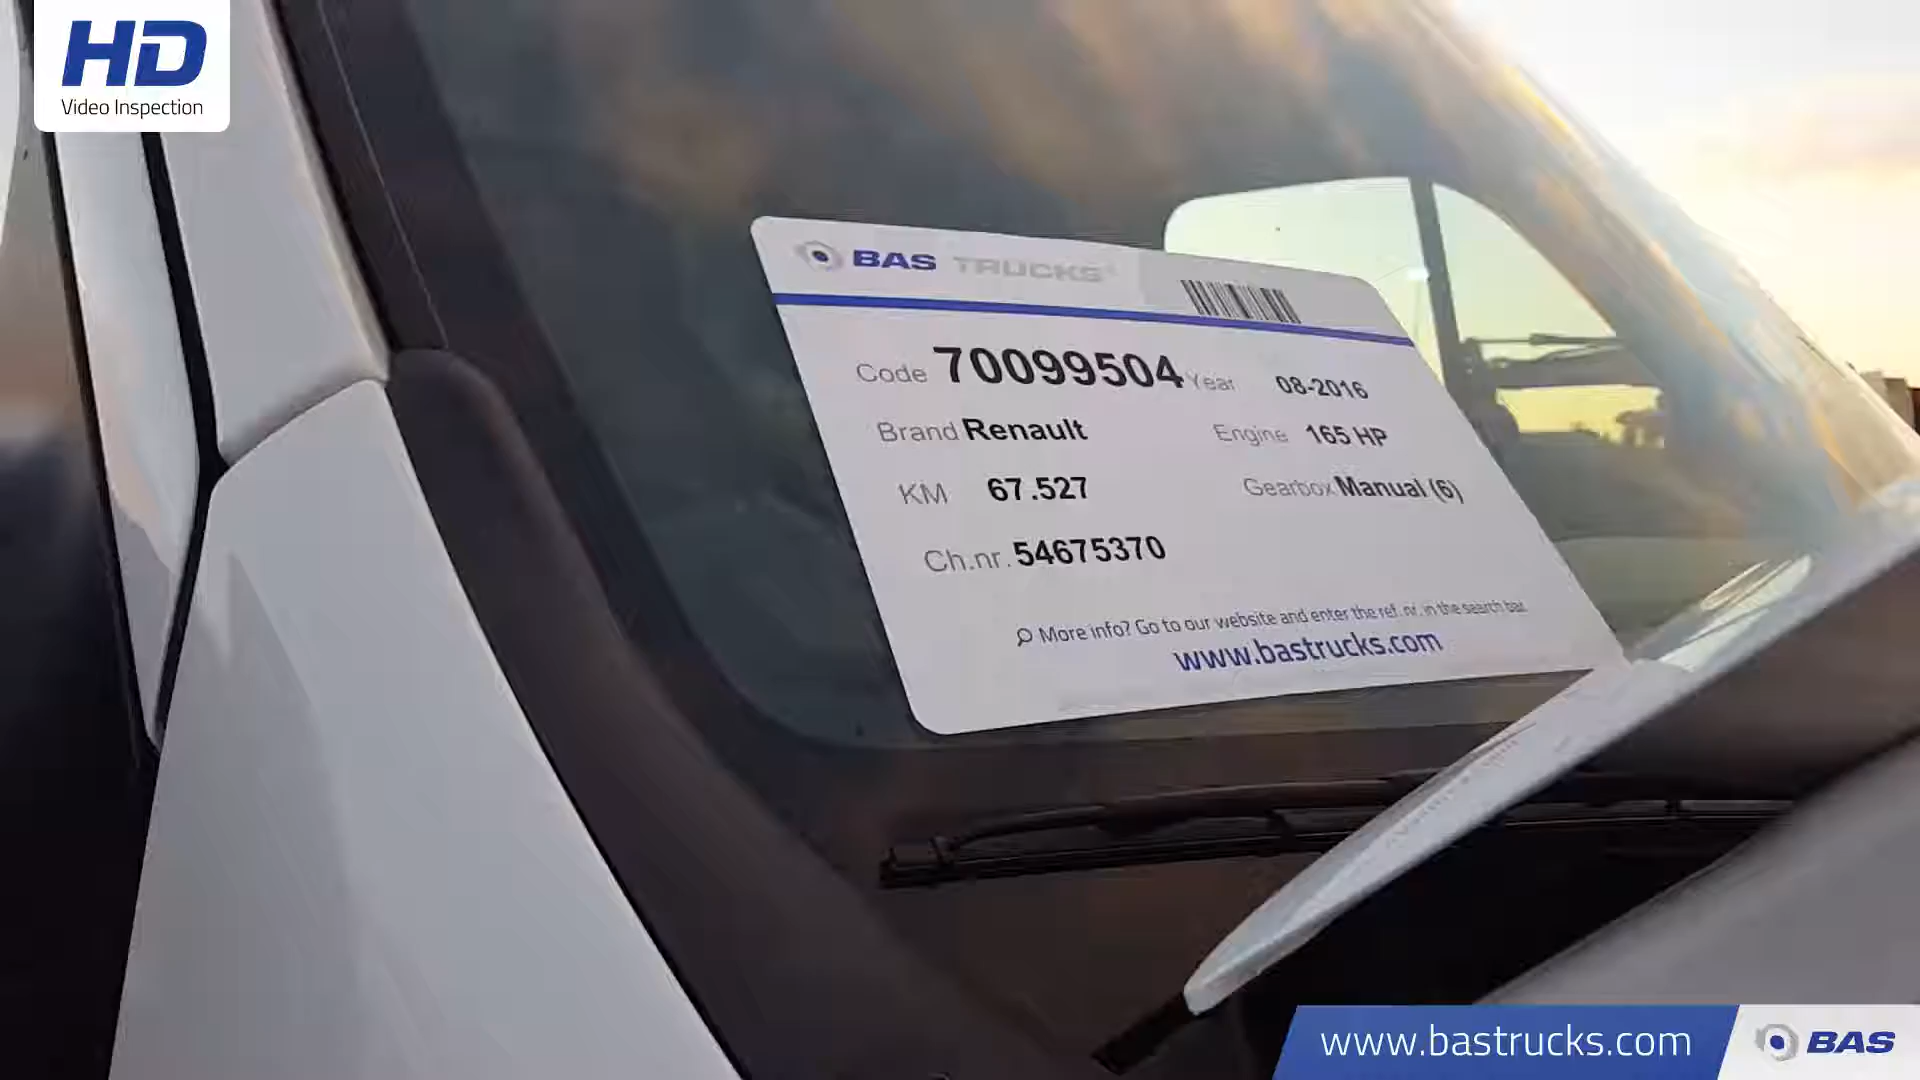 HD
Video Inspection
BAS TRUCKS
Code 70099504 Year 08-2016
Brand Renault Engine 165 HP
KM 67.527 Gearbox Manual (6)
Ch.nr. 54675370
More info? Go to our website and enter the ref. nr. in the search bar.
www.bastrucks.com
www.bastrucks.com BAS